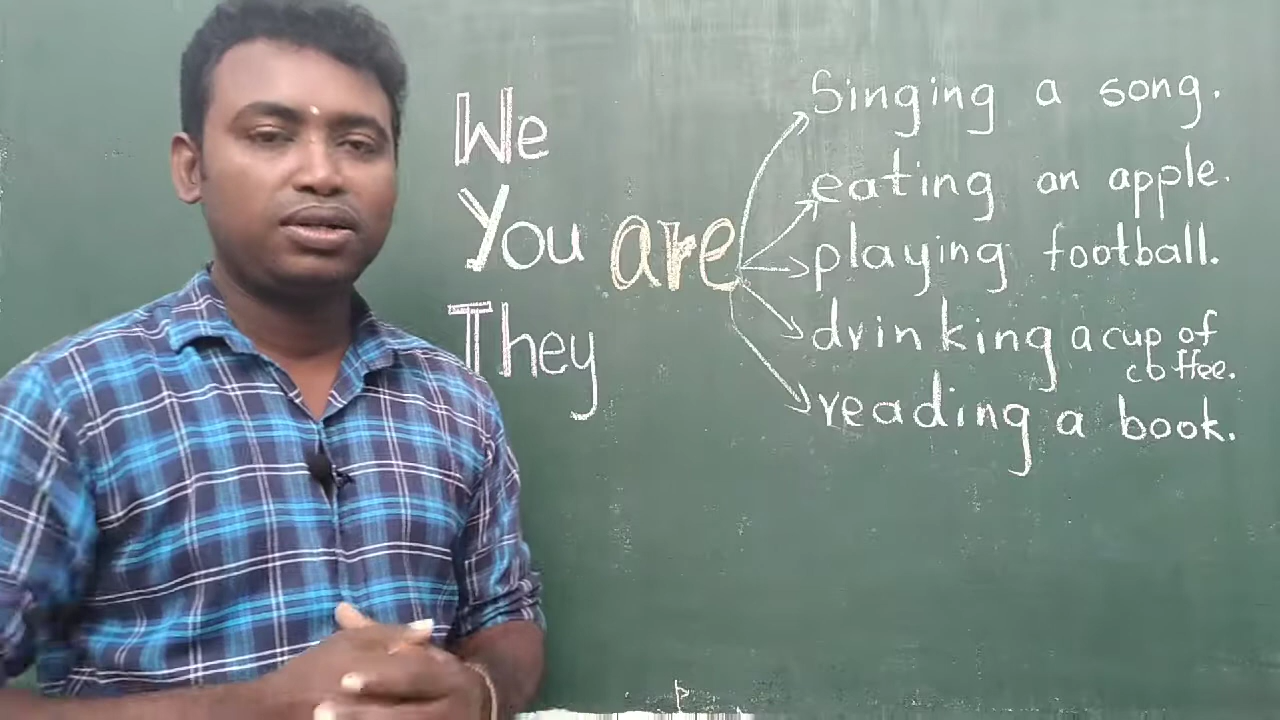 We
You are
They
Singing a song.
eating an apple.
playing football.
drinking a cup of
coffee.
reading a book.